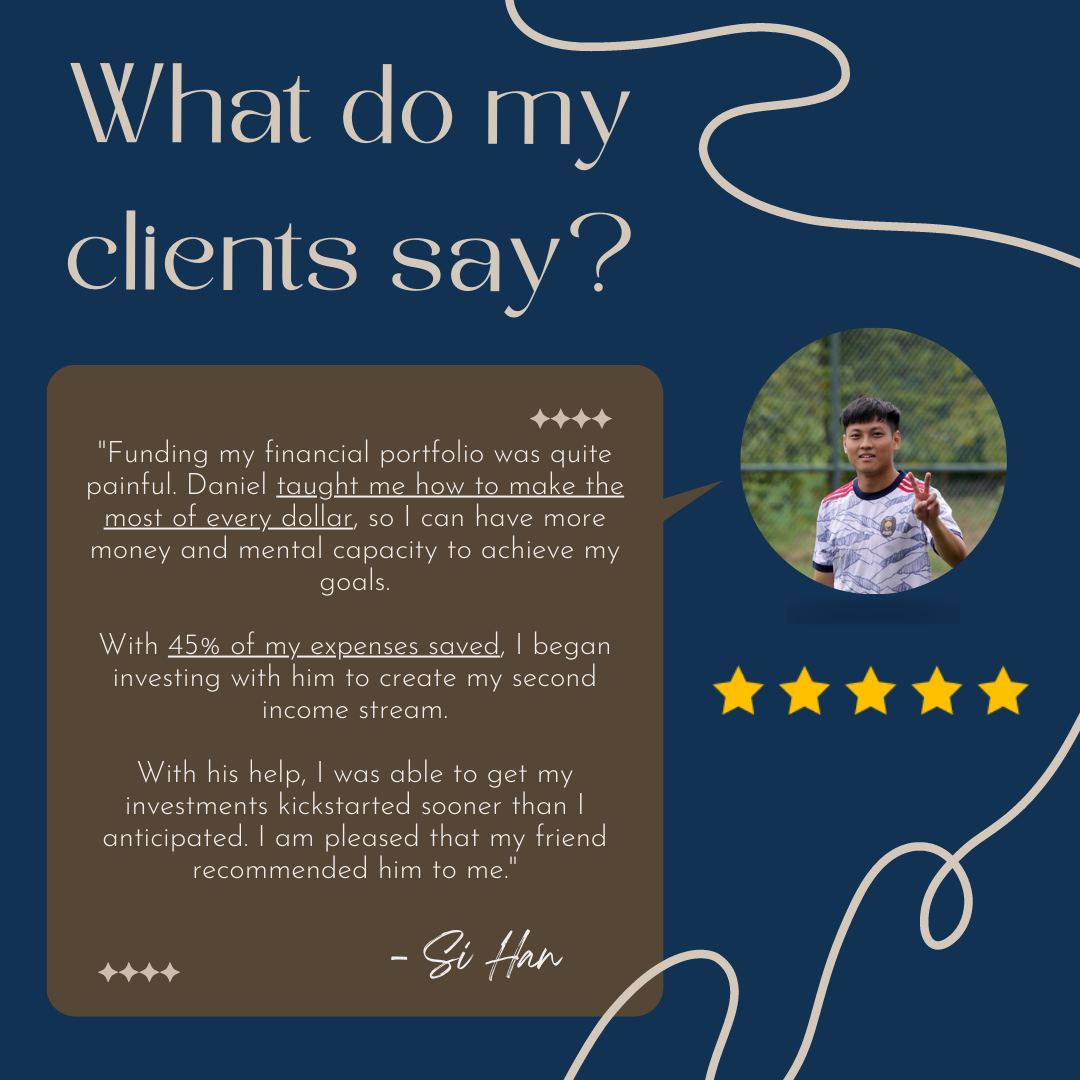 What do my
clients say?
"Funding my financial portfolio was quite
painful. Daniel taught me how to make the
most of every dollar, so I can have more
money and mental capacity to achieve my
goals.
With 45% of my expenses saved, I began
investing with him to create my second
income stream.
With his help, I was able to get my
investments kickstarted sooner than I
anticipated. I am pleased that my friend
recommended him to me."
- Si Han